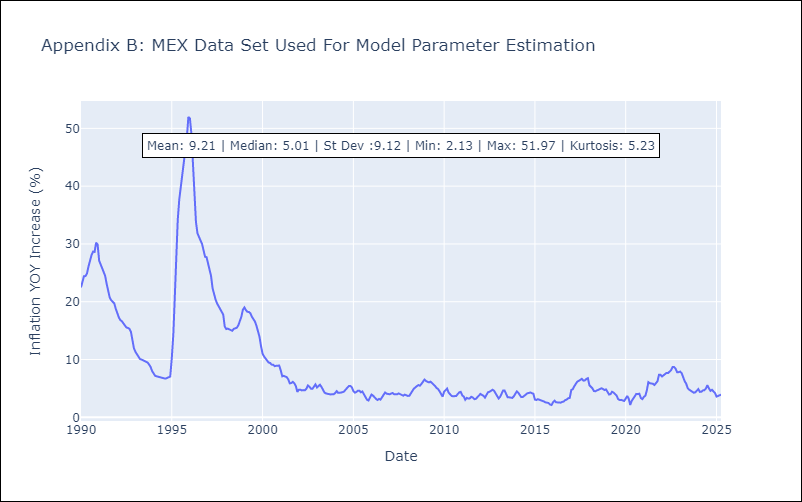 Appendix B: MEX Data Set Used For Model Parameter Estimation
Mean: 9.21 | Median: 5.01 | St Dev :9.12 | Min: 2.13 | Max: 51.97 | Kurtosis: 5.23
Inflation YOY Increase (%)
50
40
30
20
10
0
1990 1995 2000 2005 2010 2015 2020 2025
Date